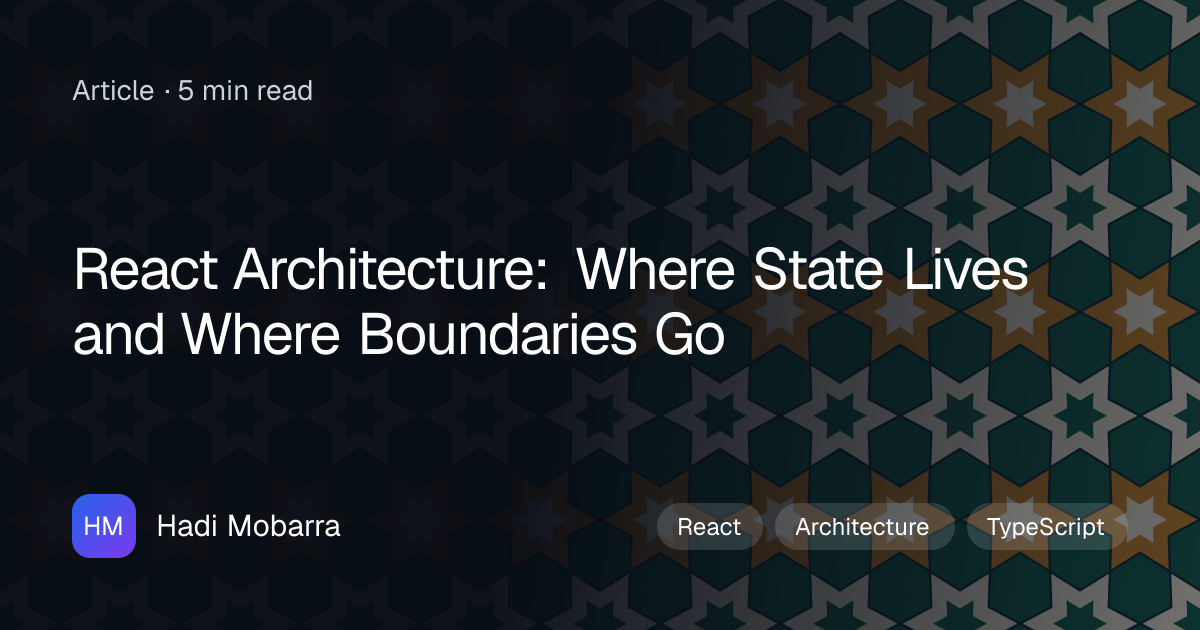 Article · 5 min read
React Architecture: Where State Lives
and Where Boundaries Go
HM
Hadi Mobarra
React
Architecture
TypeScript